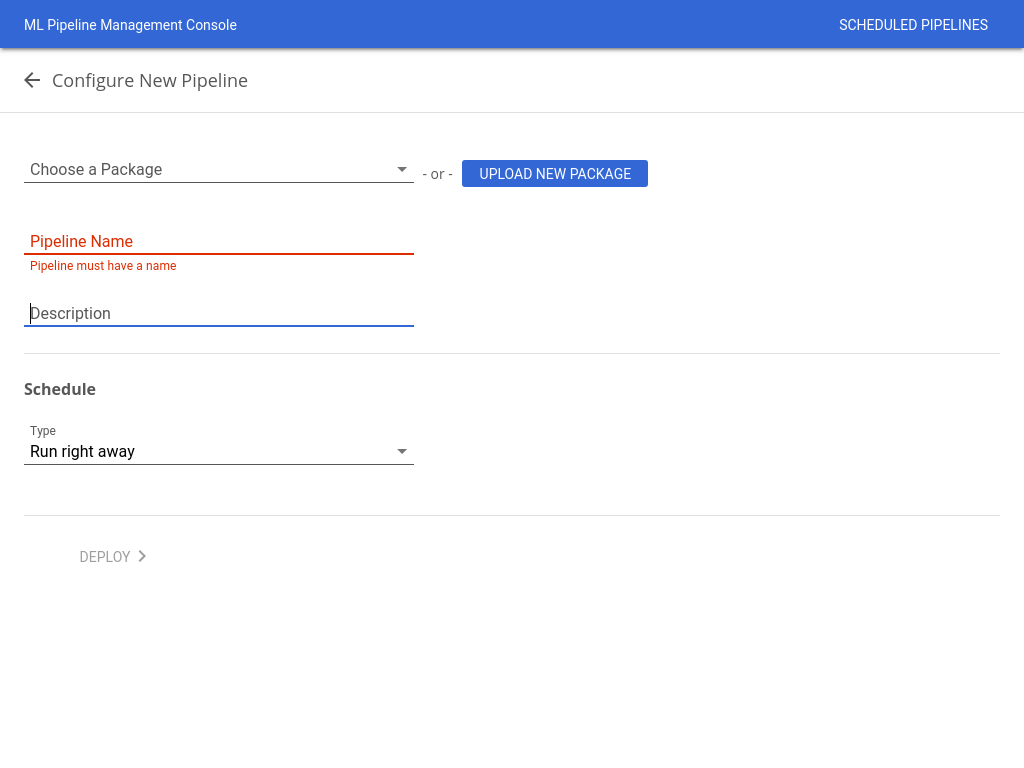 ML Pipeline Management Console
SCHEDULED PIPELINES
Configure New Pipeline
Choose a Package
- or -
UPLOAD NEW PACKAGE
Pipeline Name
Pipeline must have a name
Description
Schedule
Type
Run right away
DEPLOY